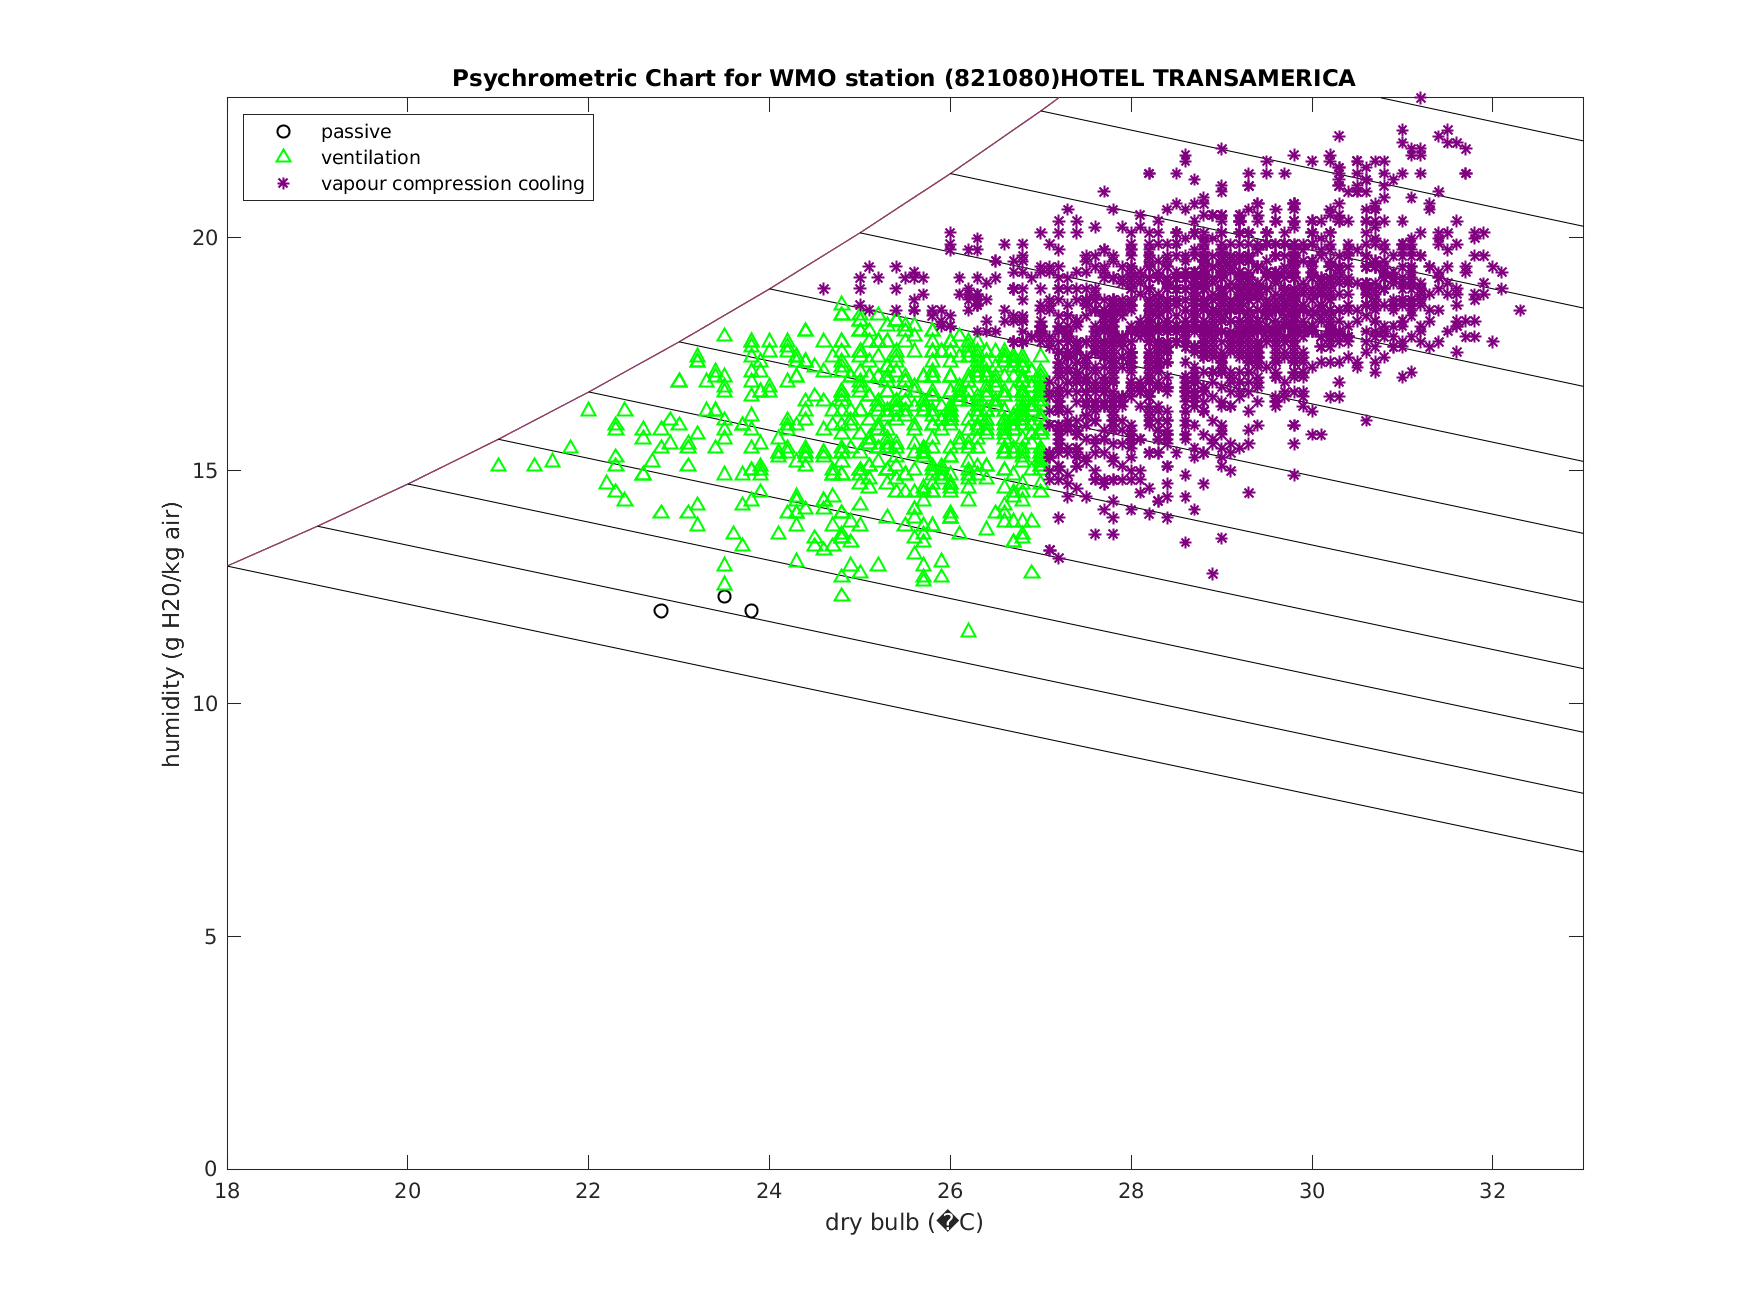 Psychrometric Chart for WMO station (821080)HOTEL TRANSAMERICA
passive
ventilation
vapour compression cooling
humidity (g H20/kg air)
20
15
10
5
0
18 20 22 24 26 28 30 32
dry bulb (�C)